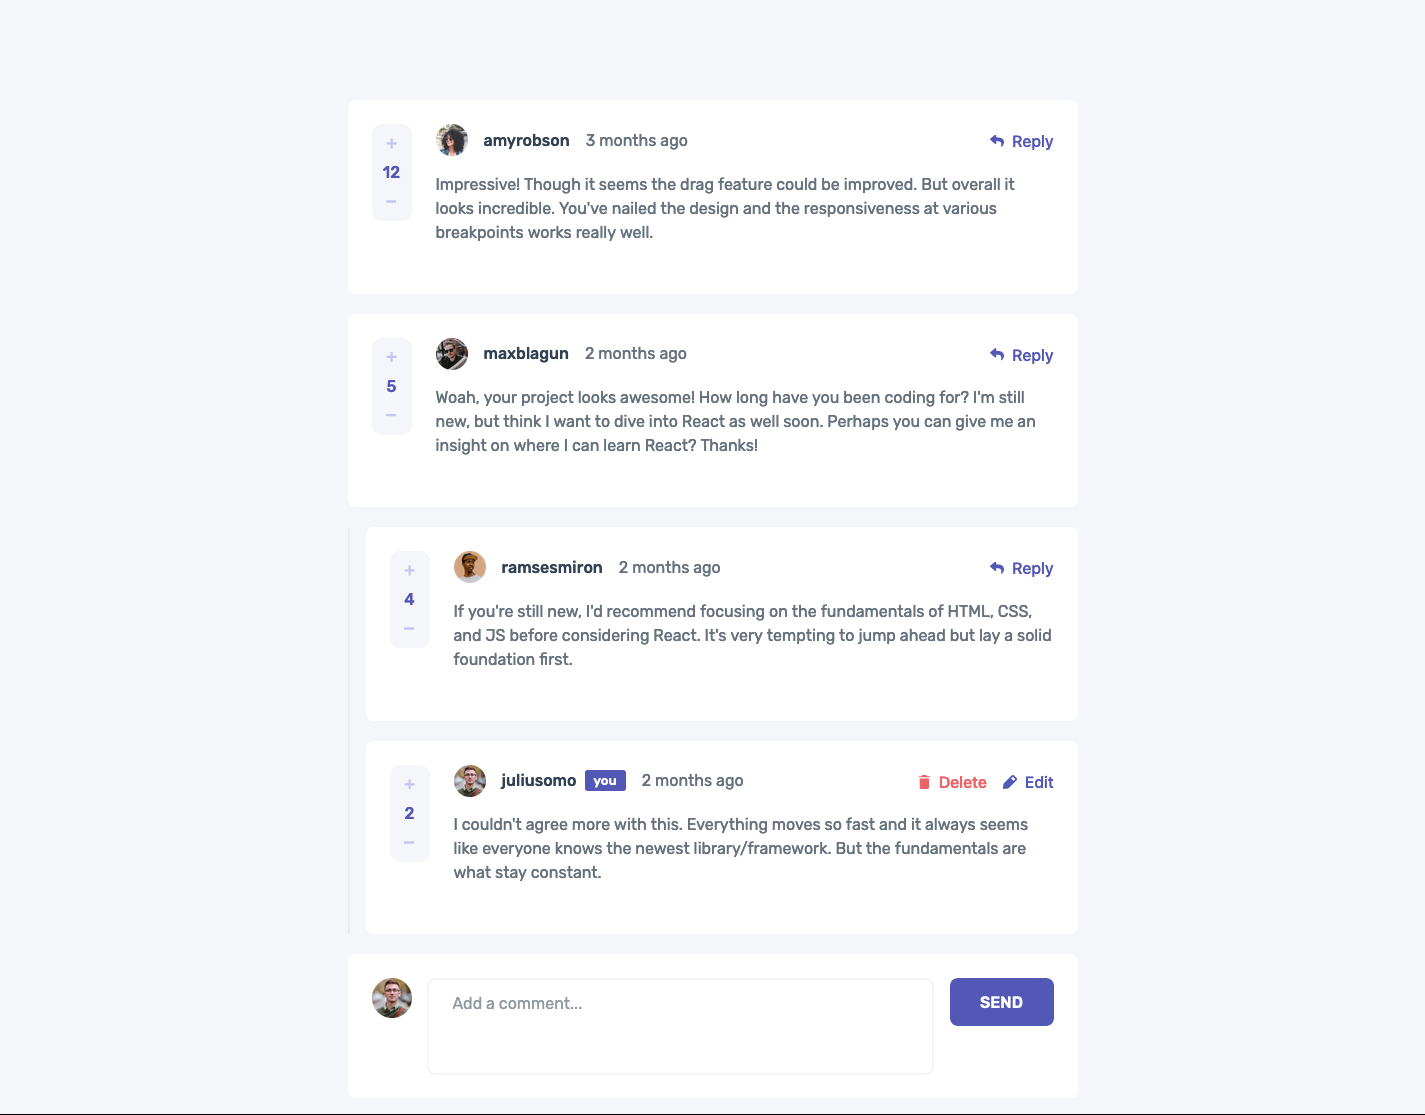 +
12
−
amyrobson 3 months ago Reply
Impressive! Though it seems the drag feature could be improved. But overall it
looks incredible. You've nailed the design and the responsiveness at various
breakpoints works really well.
+
5
−
maxblagun 2 months ago Reply
Woah, your project looks awesome! How long have you been coding for? I'm still
new, but think I want to dive into React as well soon. Perhaps you can give me an
insight on where I can learn React? Thanks!
+
4
−
ramsesmiron 2 months ago Reply
If you're still new, I'd recommend focusing on the fundamentals of HTML, CSS,
and JS before considering React. It's very tempting to jump ahead but lay a solid
foundation first.
+
2
−
juliusomo you 2 months ago Delete Edit
I couldn't agree more with this. Everything moves so fast and it always seems
like everyone knows the newest library/framework. But the fundamentals are
what stay constant.
Add a comment... SEND